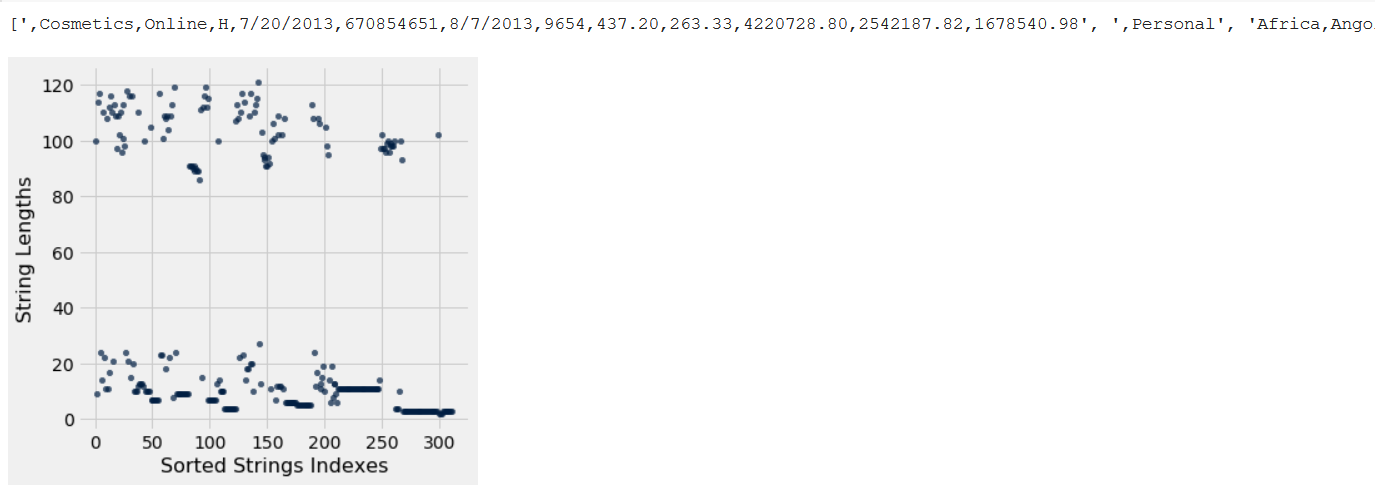 [',Cosmetics,Online,H,7/20/2013,670854651,8/7/2013,9654,437.20,263.33,4220728.80,2542187.82,1678540.98', ',Personal', 'Africa,Ango
120
100
80
60
40
20
0
String Lengths
0 50 100 150 200 250 300
Sorted Strings Indexes